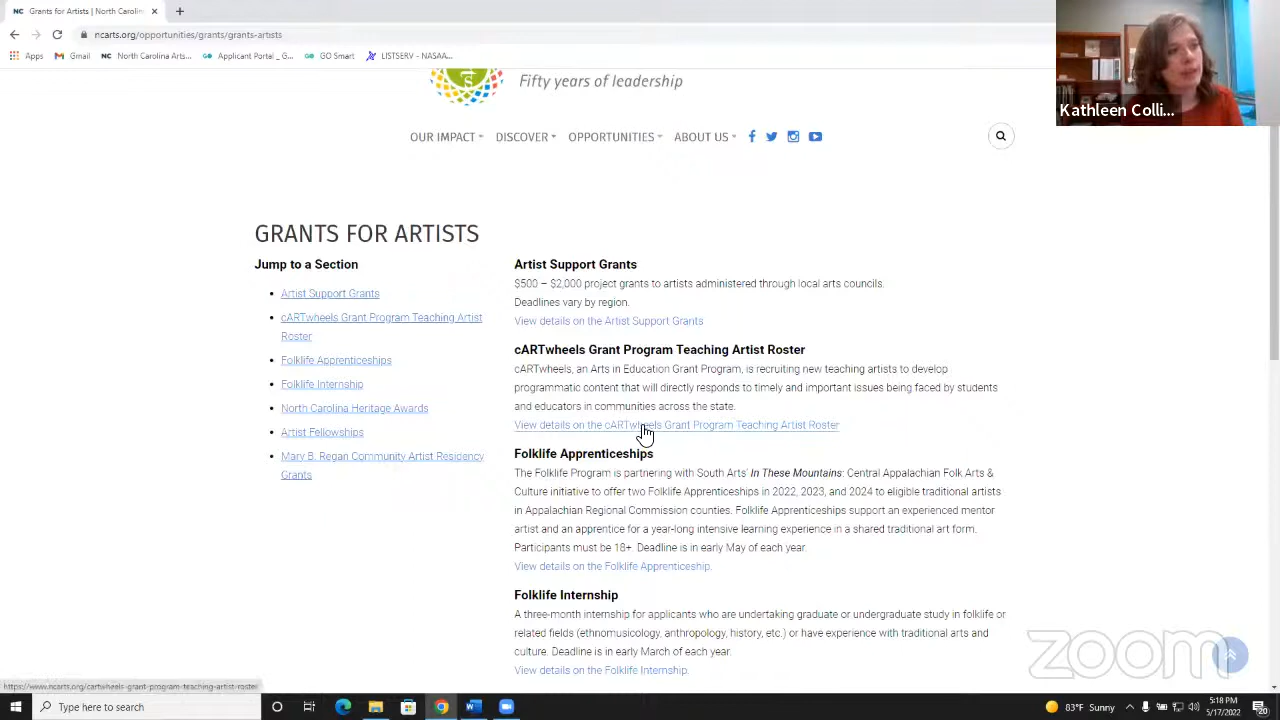 Grants for Artists | North Carolin
ncarts.org/opportunities/grants/grants-artists
Apps
Gmail
NC North Carolina Arts...
Applicant Portal _ G...
GO Smart
LISTSERV - NASAA...
Kathleen Colli...
Fifty years of leadership
OUR IMPACT
DISCOVER
OPPORTUNITIES
ABOUT US
GRANTS FOR ARTISTS
Jump to a Section
Artist Support Grants
cARTwheels Grant Program Teaching Artist
Roster
Folklife Apprenticeships
Folklife Internship
North Carolina Heritage Awards
Artist Fellowships
Mary B. Regan Community Artist Residency
Grants
Artist Support Grants
$500 – $2,000 project grants to artists administered through local arts councils.
Deadlines vary by region.
View details on the Artist Support Grants
cARTwheels Grant Program Teaching Artist Roster
cARTwheels, an Arts in Education Grant Program, is recruiting new teaching artists to develop
programmatic content that will directly responds to timely and important issues being faced by students
and educators in communities across the state.
View details on the cARTwheels Grant Program Teaching Artist Roster
Folklife Apprenticeships
The Folklife Program is partnering with South Arts' In These Mountains: Central Appalachian Folk Arts &
Culture initiative to offer two Folklife Apprenticeships in 2022, 2023, and 2024 to eligible traditional artists
in Appalachian Regional Commission counties. Folklife Apprenticeships support an experienced mentor
artist and an apprentice for a year-long intensive learning experience in a shared traditional art form.
Participants must be 18+. Deadline is in early May of each year.
View details on the Folklife Apprenticeship.
Folklife Internship
A three-month internship for applicants who are undertaking graduate or undergraduate study in folklife or
related fields (ethnomusicology, anthropology, history, etc.) or have experience with traditional arts and
culture. Deadline is in early March of each year.
View details on the Folklife Internship.
zoom
https://www.ncarts.org/cartwheels-grant-program-teaching-artist-roster
Type here to search
83°F Sunny
5:18 PM
5/17/2022
20